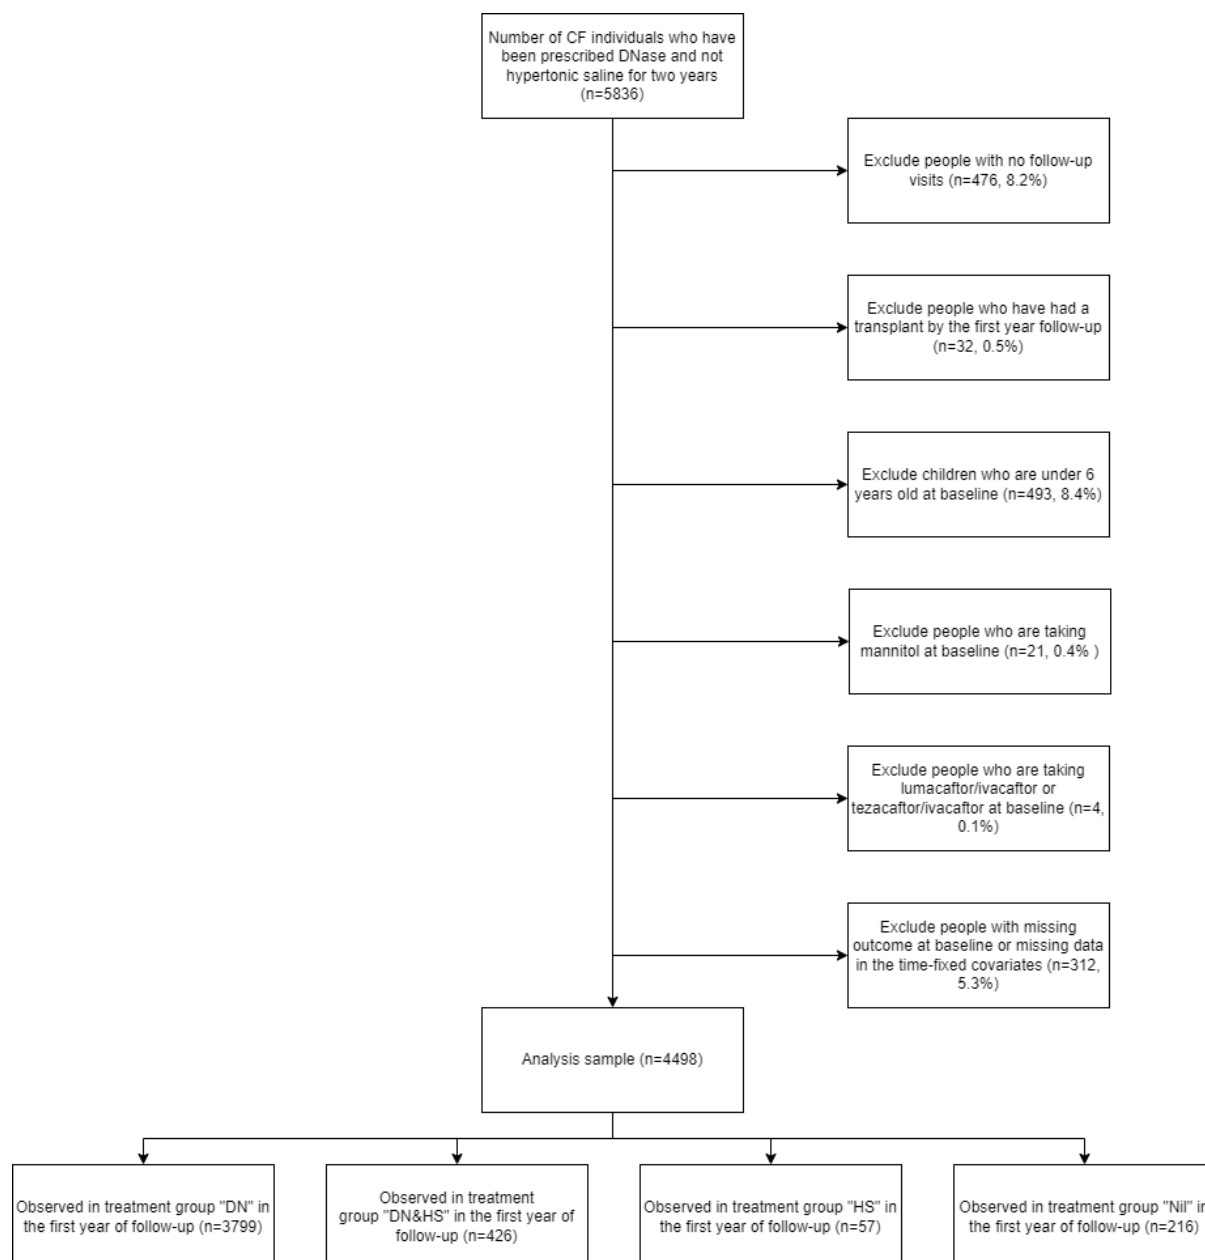 Number of CF individuals who have
been prescribed DNase and not
hypertonic saline for two years
(n=5836)
Exclude people with no follow-up
visits (n=476, 8.2%)
Exclude people who have had a
transplant by the first year follow-up
(n=32, 0.5%)
Exclude children who are under 6
years old at baseline (n=493, 8.4%)
Exclude people who are taking
mannitol at baseline (n=21, 0.4% )
Exclude people who are taking
lumacaftor/ivacaftor or
tezacaftor/ivacaftor at baseline (n=4,
0.1%)
Exclude people with missing
outcome at baseline or missing data
in the time-fixed covariates (n=312,
5.3%)
Analysis sample (n=4498)
Observed in treatment group "DN" in
the first year of follow-up (n=3799)
Observed in treatment
group "DN&HS" in the first year of
follow-up (n=426)
Observed in treatment group "HS" in
the first year of follow-up (n=57)
Observed in treatment group "Nil" in
the first year of follow-up (n=216)